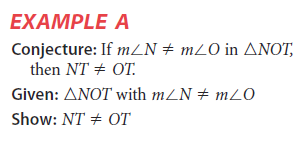 EXAMPLE A
Conjecture: If m∠N ≠ m∠O in △NOT,
then NT ≠ OT.
Given: △NOT with m∠N ≠ m∠O
Show: NT ≠ OT